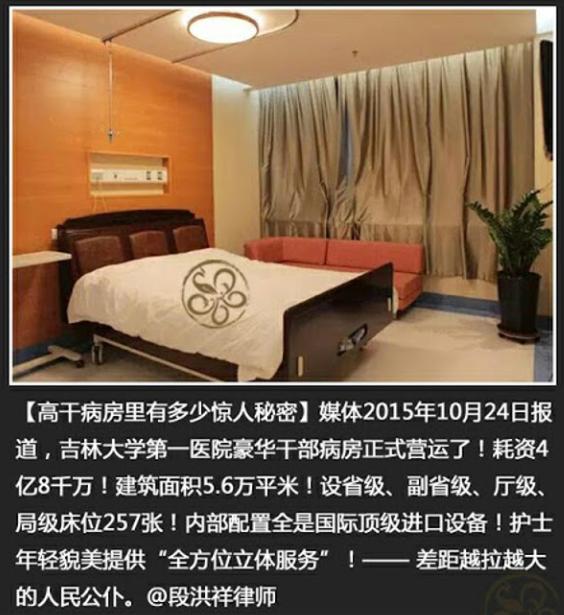 【高干病房里有多少惊人秘密】媒体2015年10月24日报
道，吉林大学第一医院豪华干部病房正式营运了！耗资4
亿8千万！建筑面积5.6万平米！设省级、副省级、厅级、
局级床位257张！内部配置全是国际顶级进口设备！护士
年轻貌美提供“全方位立体服务”！—— 差距越拉越大
的人民公仆。@段洪祥律师